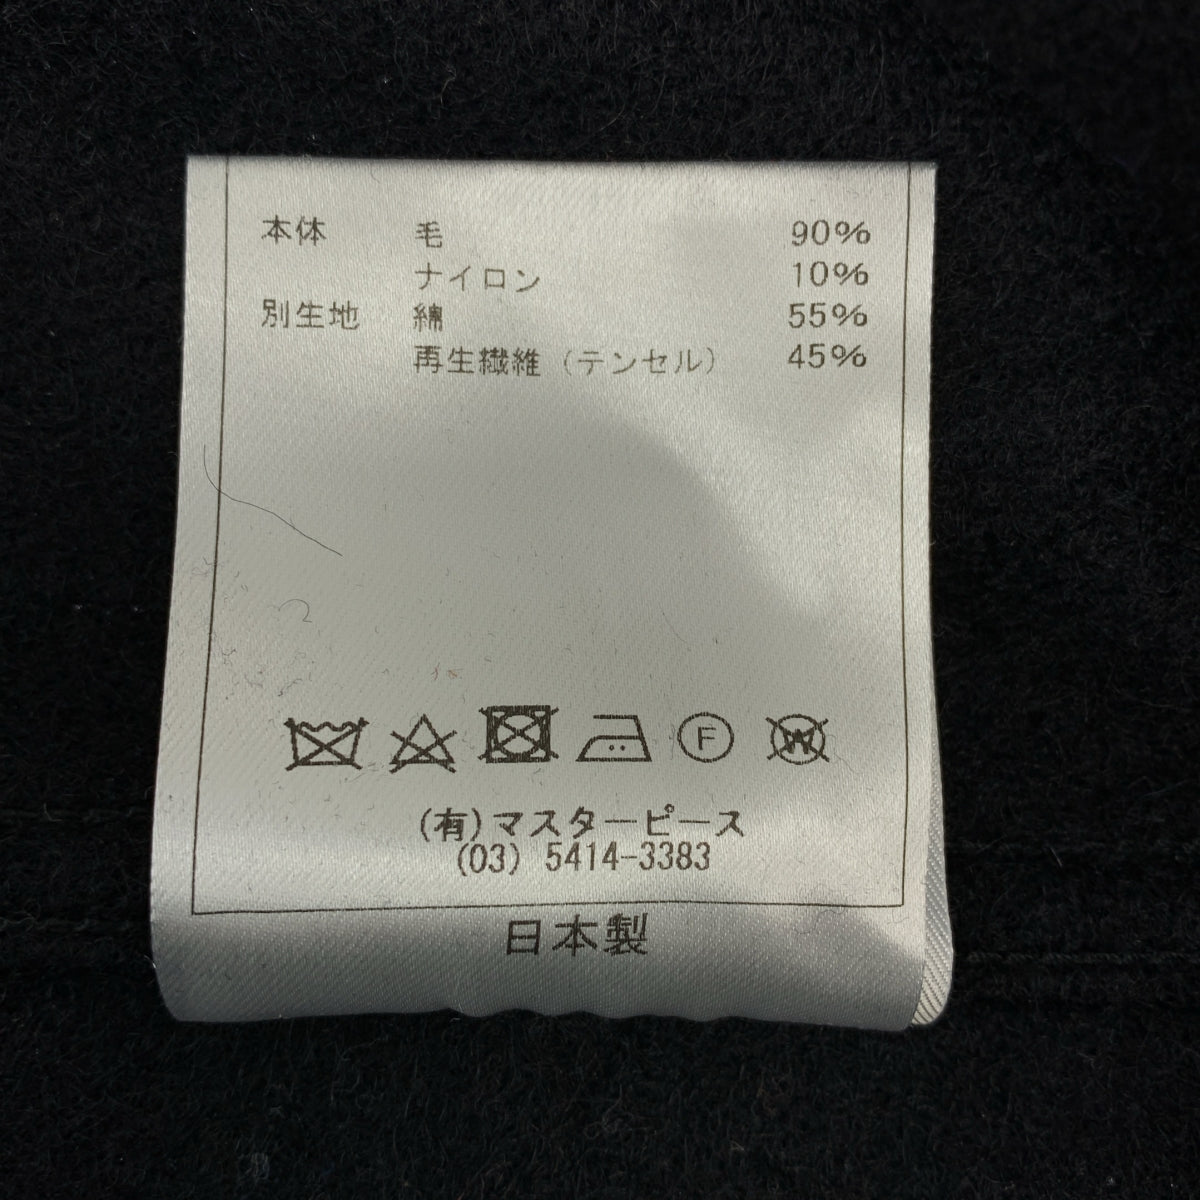 本体 毛 90%
ナイロン 10%
別生地 綿 55%
再生繊維 (テンセル) 45%
F W
(有)マスターピース
(03) 5414-3383
日本製